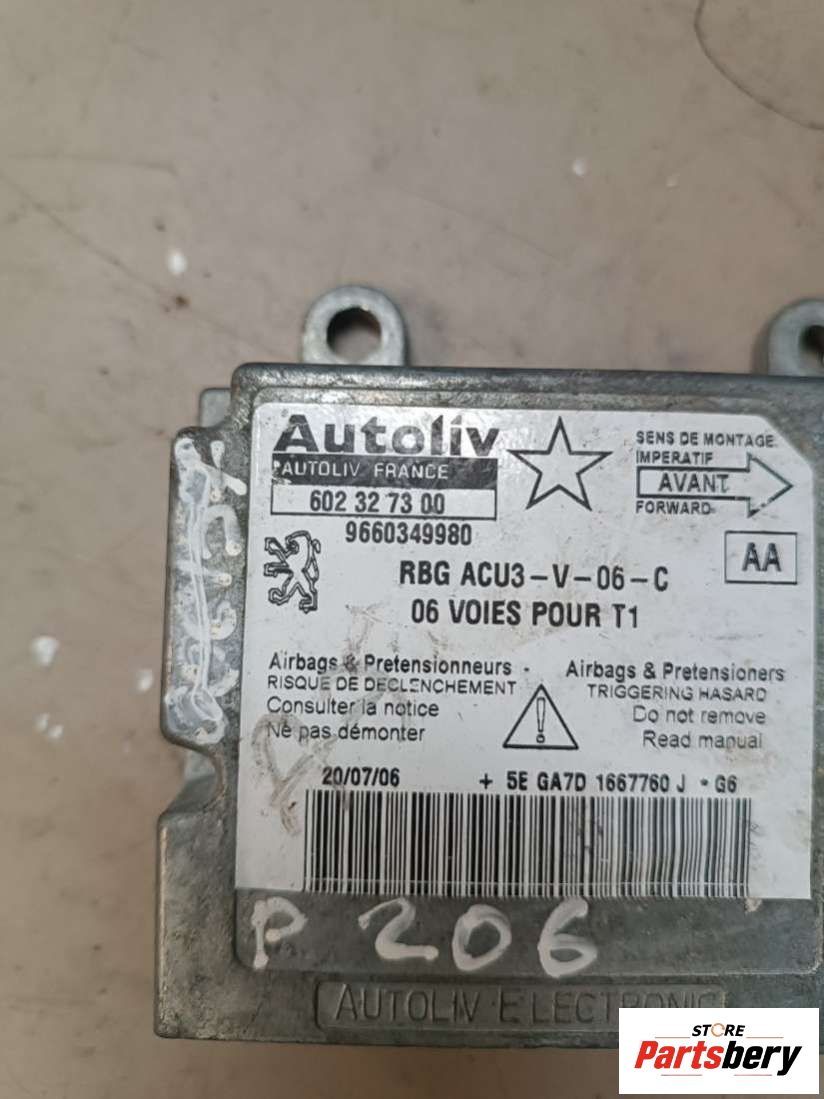 Autoliv
AUTOLIV FRANCE
602 32 73 00
9660349980
SENS DE MONTAGE
IMPERATIF
AVANT
FORWARD
AA
RBG ACU3-V-06-C
06 VOIES POUR T1
Airbags & Pretensionneurs -
RISQUE DE DECLENCHEMENT
Consulter la notice
Ne pas démonter
Airbags & Pretensioners
TRIGGERING HASARD
Do not remove
Read manual
20/07/06 + 5E GA7D 1667760 J * G6
P 206
AUTOLIV ELECTRONIC
STORE
Partsbery